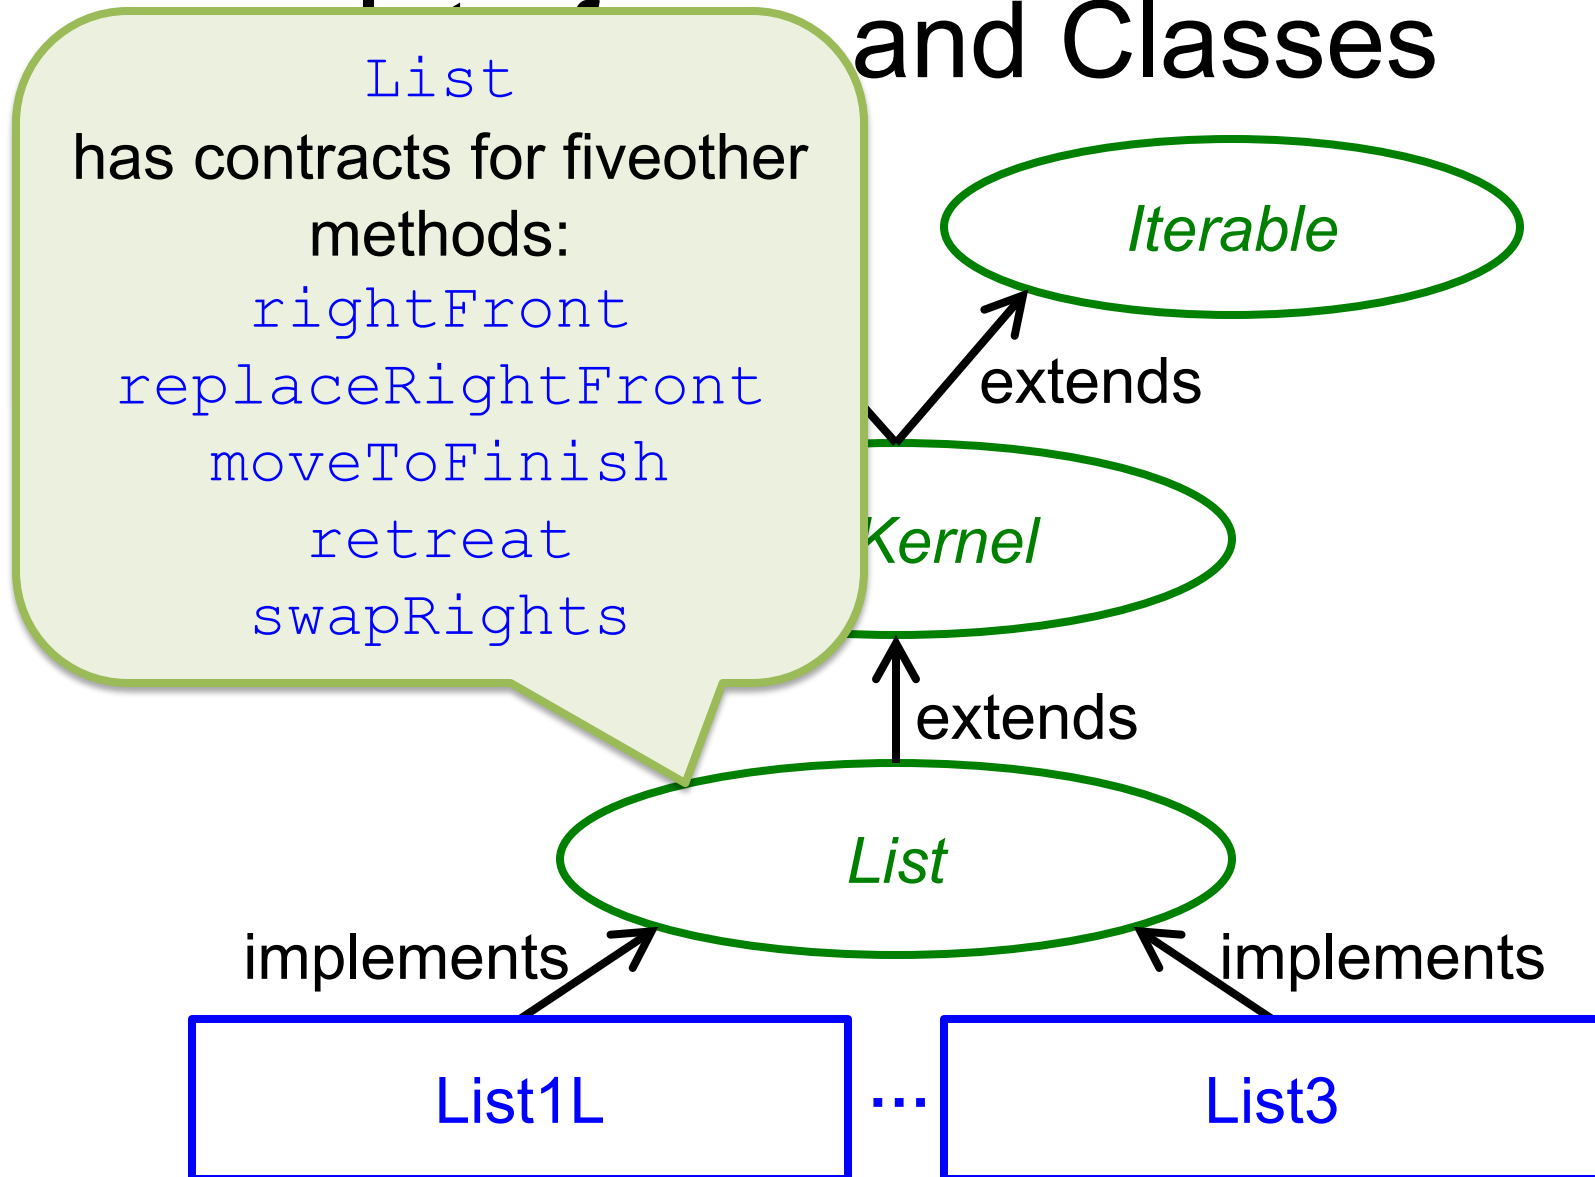 and Classes
List
has contracts for fiveother
methods:
rightFront
replaceRightFront
moveToFinish
retreat
swapRights
Iterable
extends
Kernel
extends
List
implements
implements
List1L
...
List3